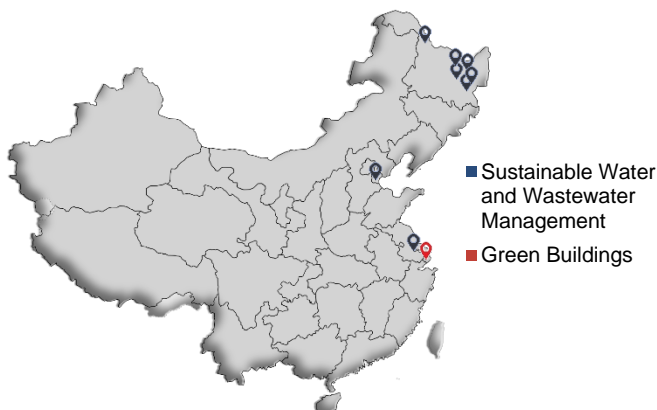 Sustainable Water
and Wastewater
Management
Green Buildings